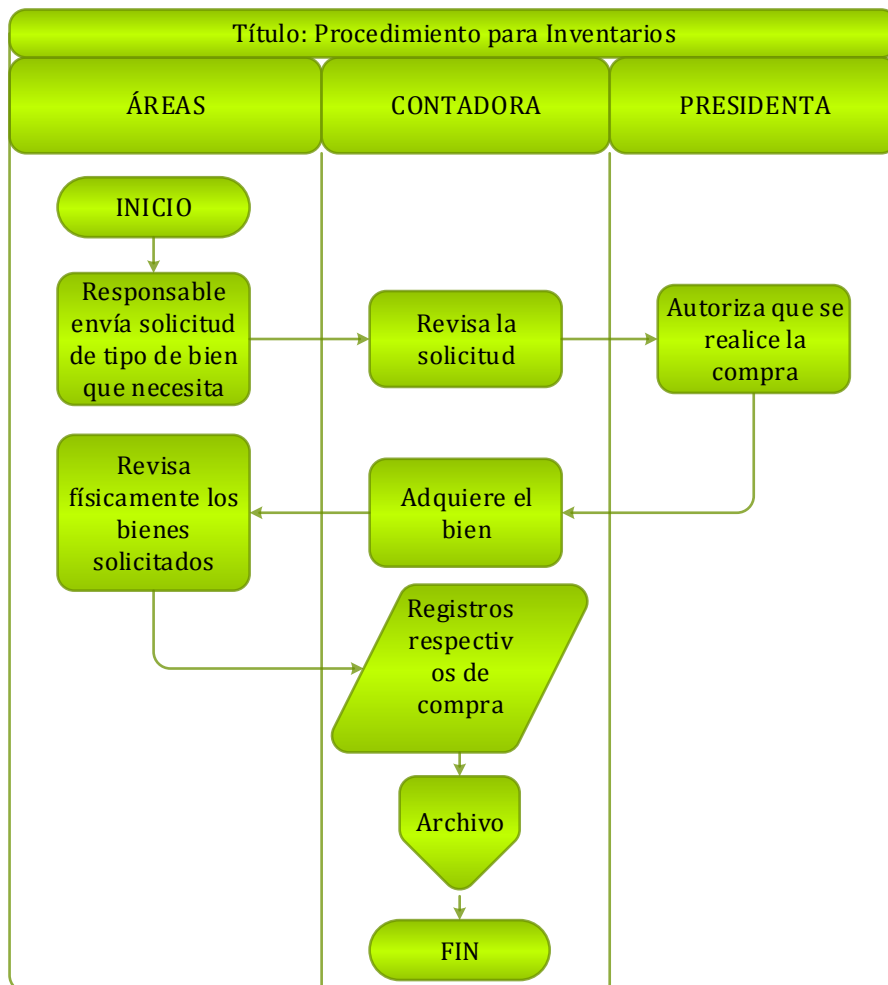 Título: Procedimiento para Inventarios
ÁREAS
CONTADORA
PRESIDENTA
INICIO
Responsable
envía solicitud
de tipo de bien
que necesita
Revisa la
solicitud
Autoriza que se
realice la
compra
Adquiere el
bien
Revisa
físicamente los
bienes
solicitados
Registros
respectiv
os de
compra
Archivo
FIN